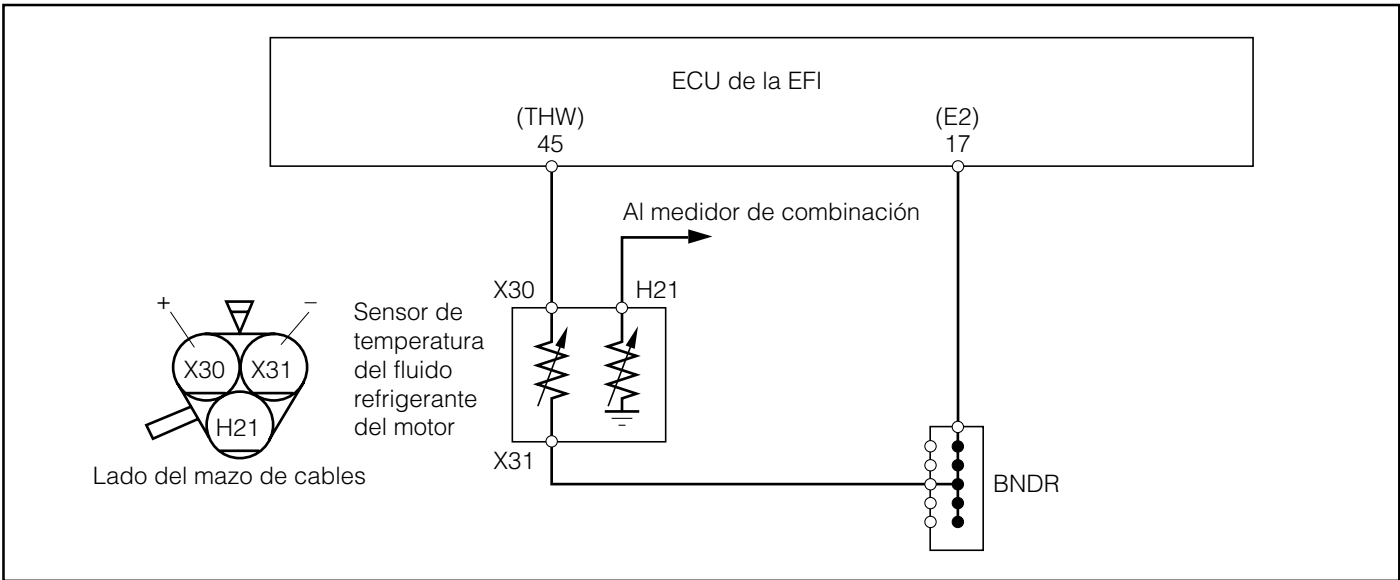 ECU de la EFI
(THW)
45
(E2)
17
Al medidor de combinación
X30
H21
+
–
X30
X31
H21
Sensor de
temperatura
del fluido
refrigerante
del motor
X31
Lado del mazo de cables
BNDR